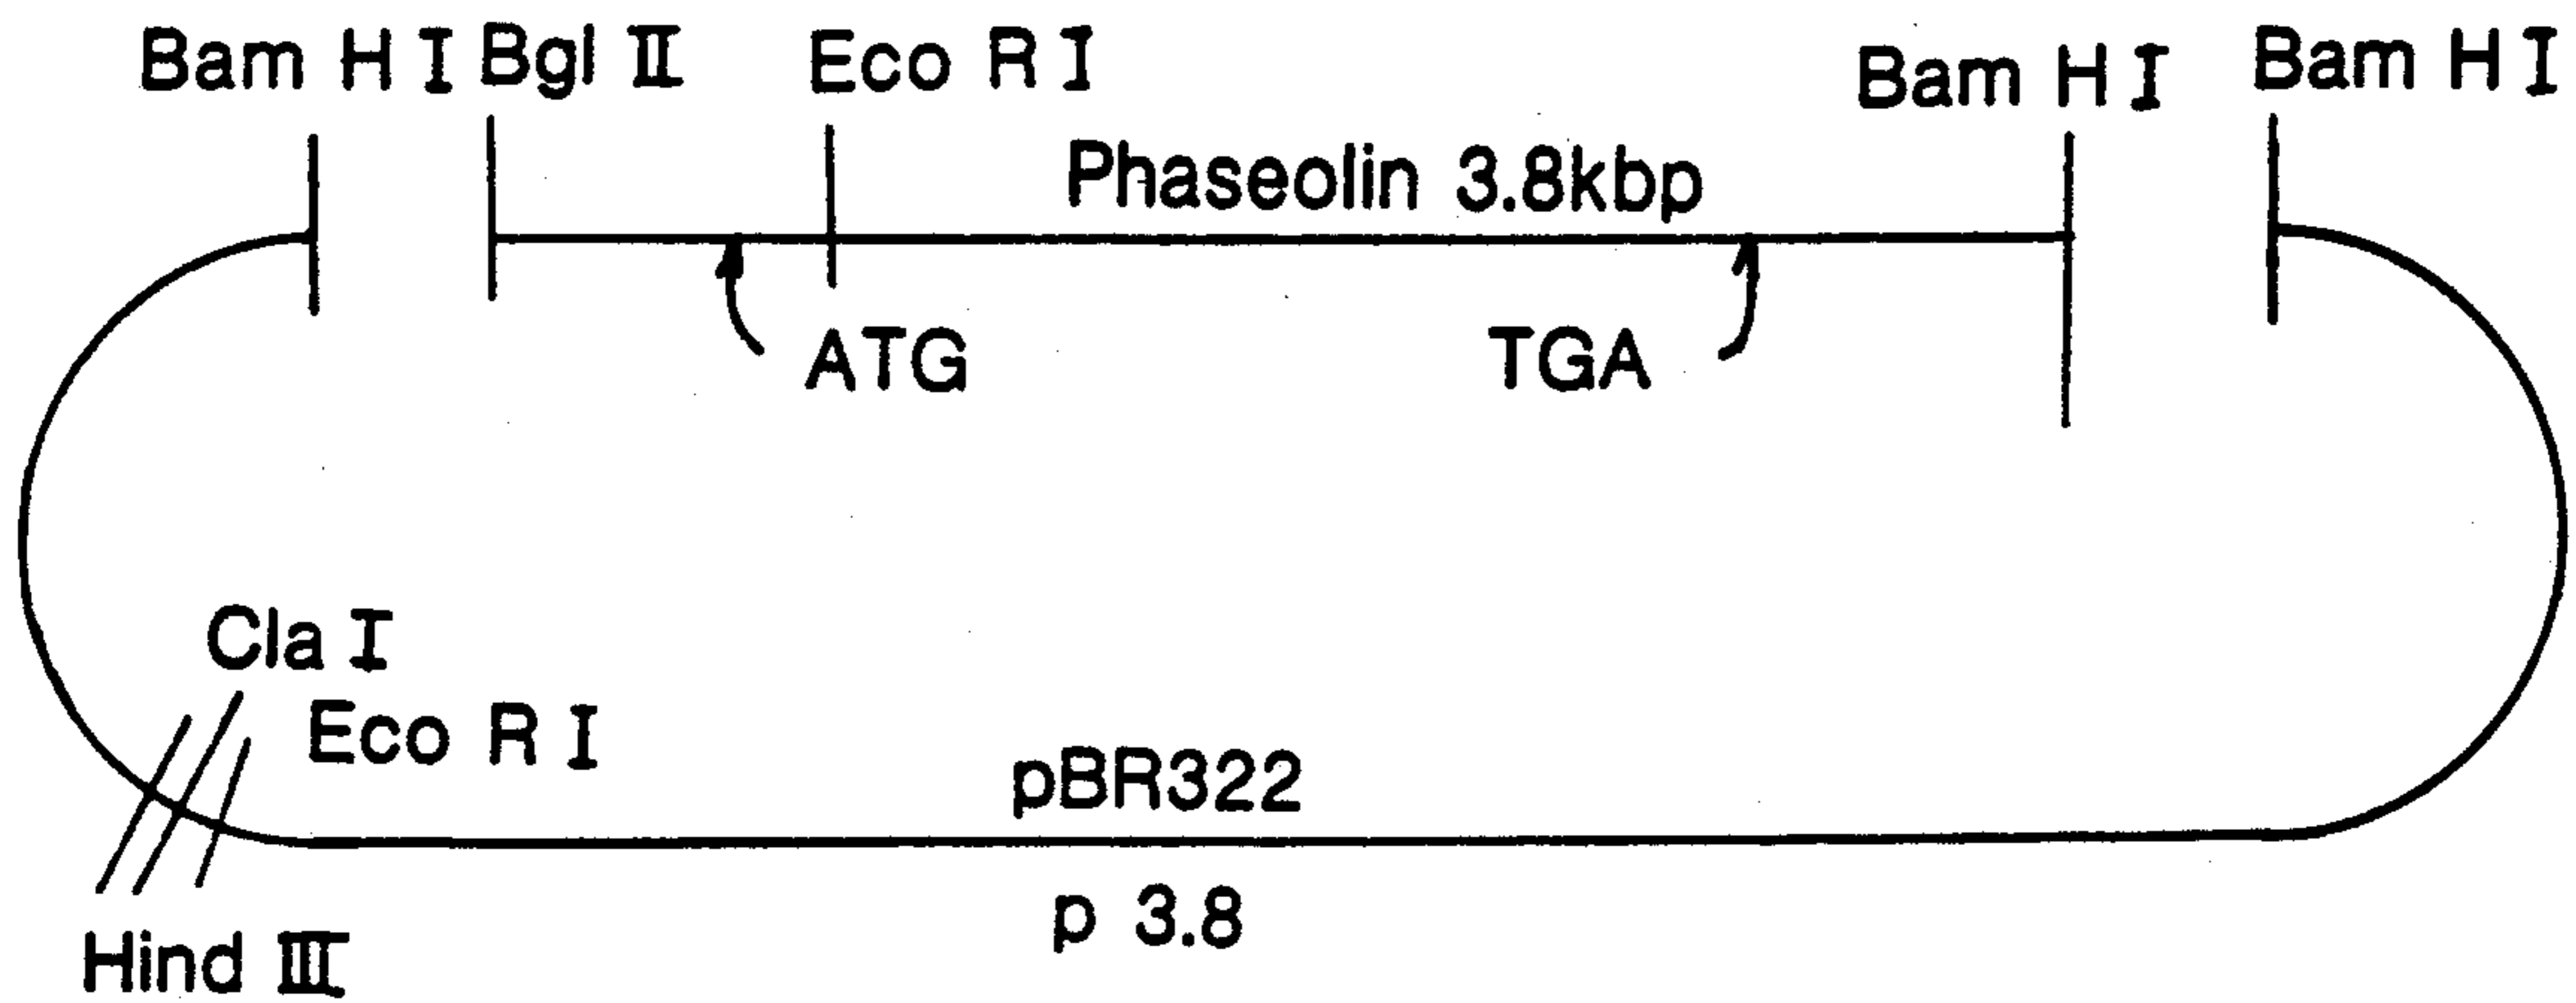 Bam H I Bgl II Eco R I Bam H I Bam H I
Phaseolin 3.8kbp
ATG TGA
Cla I
Eco R I
pBR322
p 3.8
Hind III